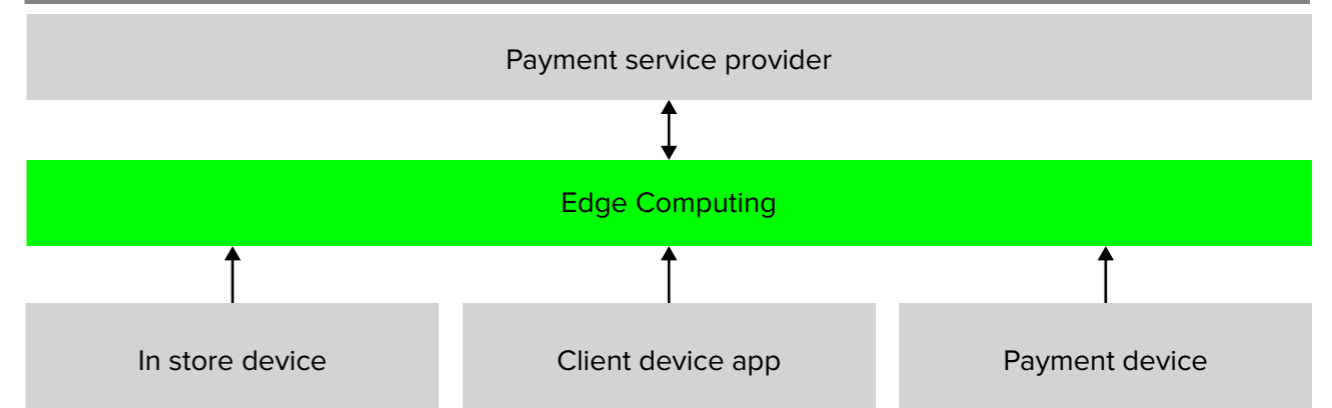 Payment service provider
Edge Computing
In store device
Client device app
Payment device